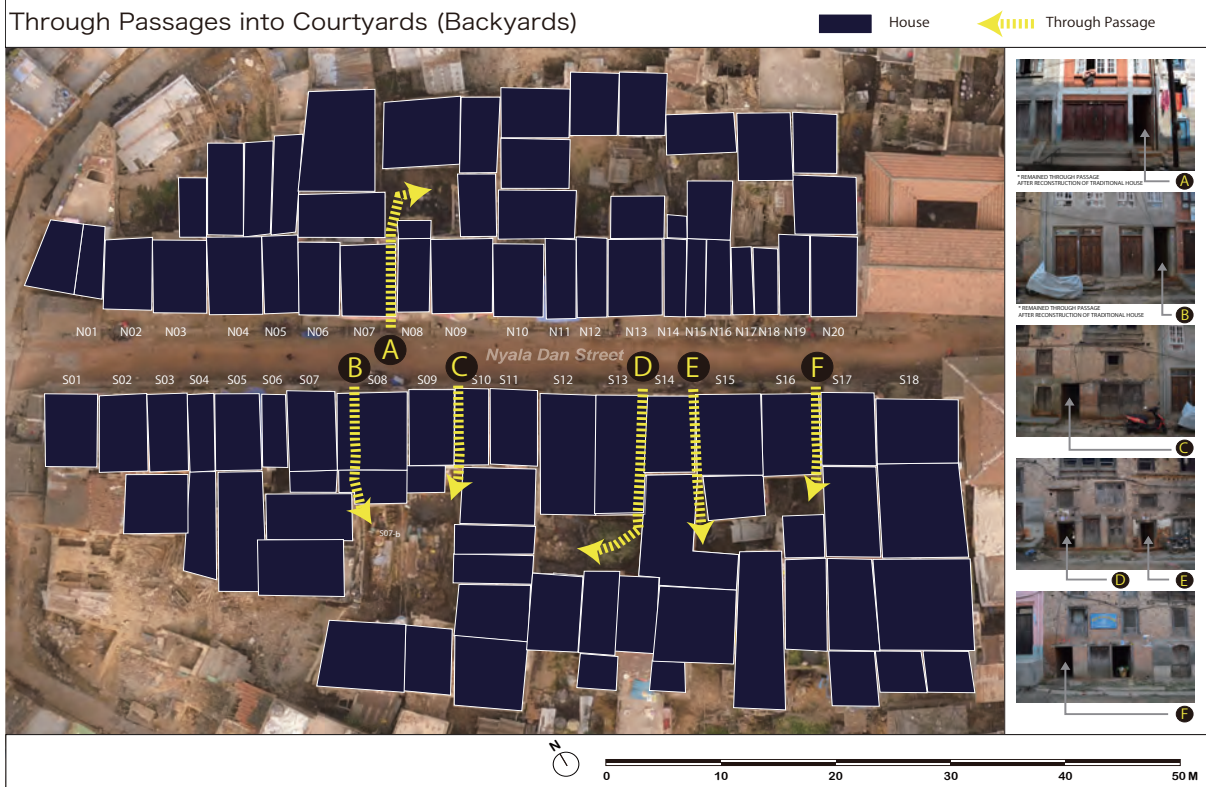 Through Passages into Courtyards (Backyards)
House
Through Passage
N01 N02 N03 N04 N05 N06 N07 N08 N09 N10 N11 N12 N13 N14 N15 N16 N17 N18 N19 N20
A
Nyala Dan Street
B C D E F
S01 S02 S03 S04 S05 S06 S07 S08 S09 S10 S11 S12 S13 S14 S15 S16 S17 S18
S07-b
* REMAINED THROUGH PASSAGE
AFTER RECONSTRUCTION OF TRADITIONAL HOUSE
A
* REMAINED THROUGH PASSAGE
AFTER RECONSTRUCTION OF TRADITIONAL HOUSE
B
C
D E
F
N
0 10 20 30 40 50 M